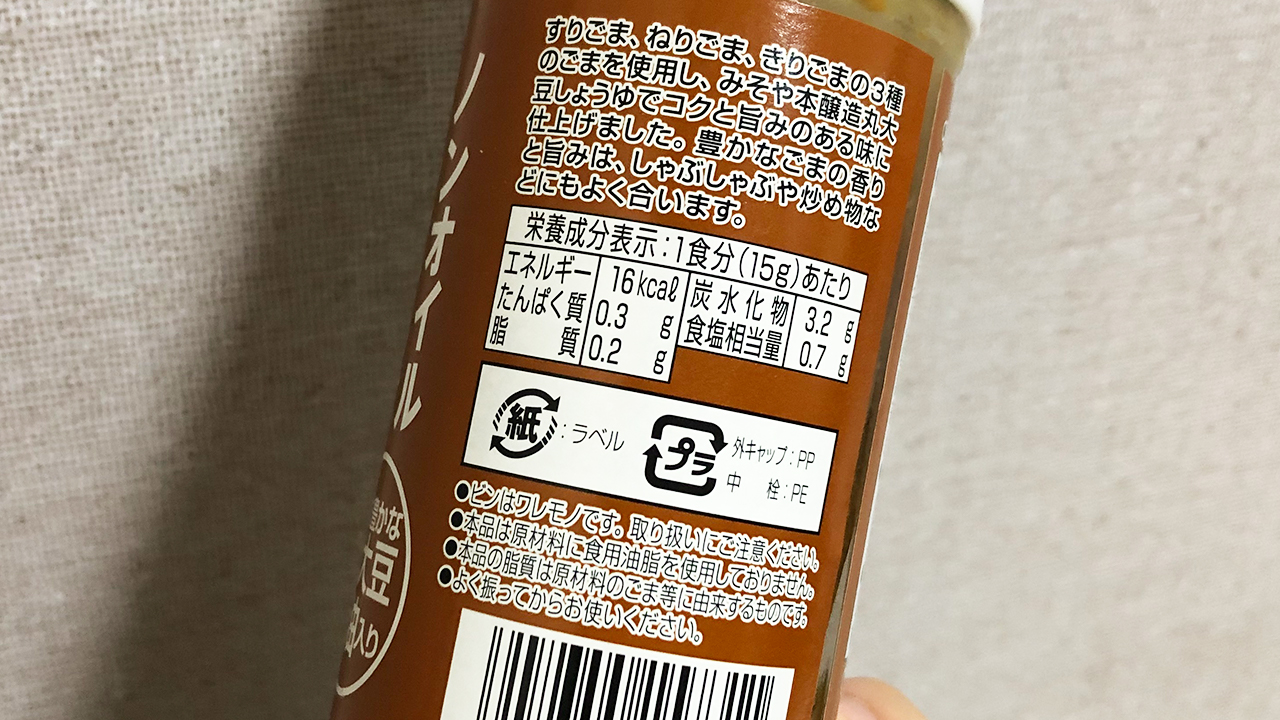 すりごま、ねりごま、きりごまの3種
のごまを使用し、みそや本醸造丸大
豆しょうゆでコクと旨みのある味に
仕上げました。豊かなごまの香り
と旨みは、しゃぶしゃぶや炒め物な
どにもよく合います。
栄養成分表示:1食分(15g)あたり
エネルギー 16kcal 炭水化物 3.2 g
たんぱく質 0.3 g 食塩相当量 0.7 g
脂質 0.2 g
紙 :ラベル
プラ 外キャップ:PP
中栓:PE
●ビンはワレモノです。取り扱いにご注意ください。
●本品は原材料に食用油脂を使用しておりません。
●本品の脂質は原材料のごま等に由来するものです。
●よく振ってからお使いください。
ノンオイル
豊かな
大豆
入り